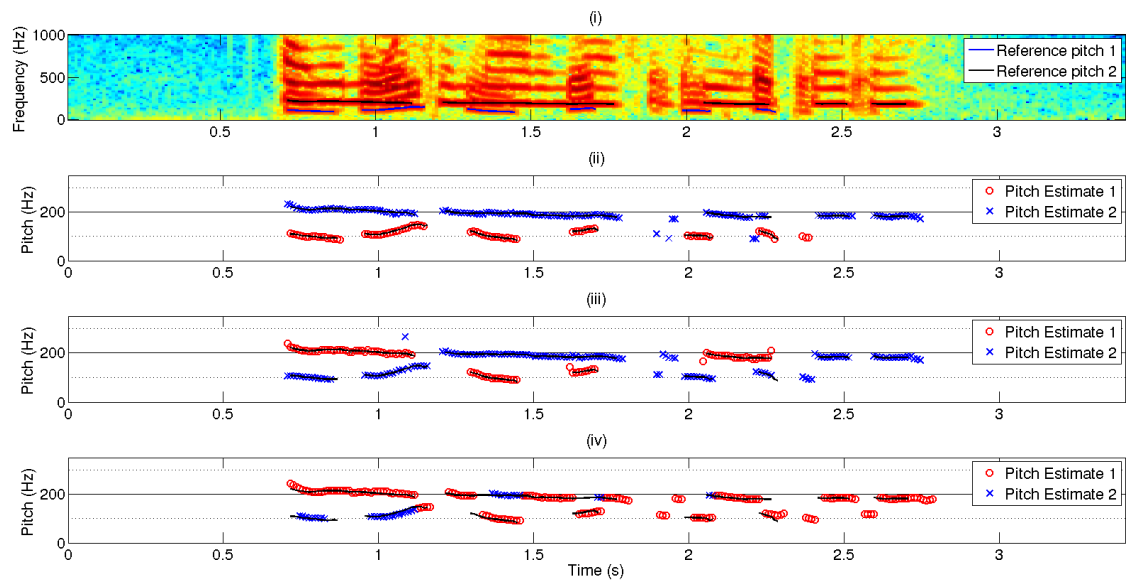 (i)
Frequency (Hz)
1000
500
0
Reference pitch 1
Reference pitch 2
0.5
1
1.5
2
2.5
3
(ii)
Pitch (Hz)
200
0
Pitch Estimate 1
Pitch Estimate 2
0
0.5
1
1.5
2
2.5
3
(iii)
Pitch (Hz)
200
0
Pitch Estimate 1
Pitch Estimate 2
0
0.5
1
1.5
2
2.5
3
(iv)
Pitch (Hz)
200
0
Pitch Estimate 1
Pitch Estimate 2
0
0.5
1
1.5
2
2.5
3
Time (s)